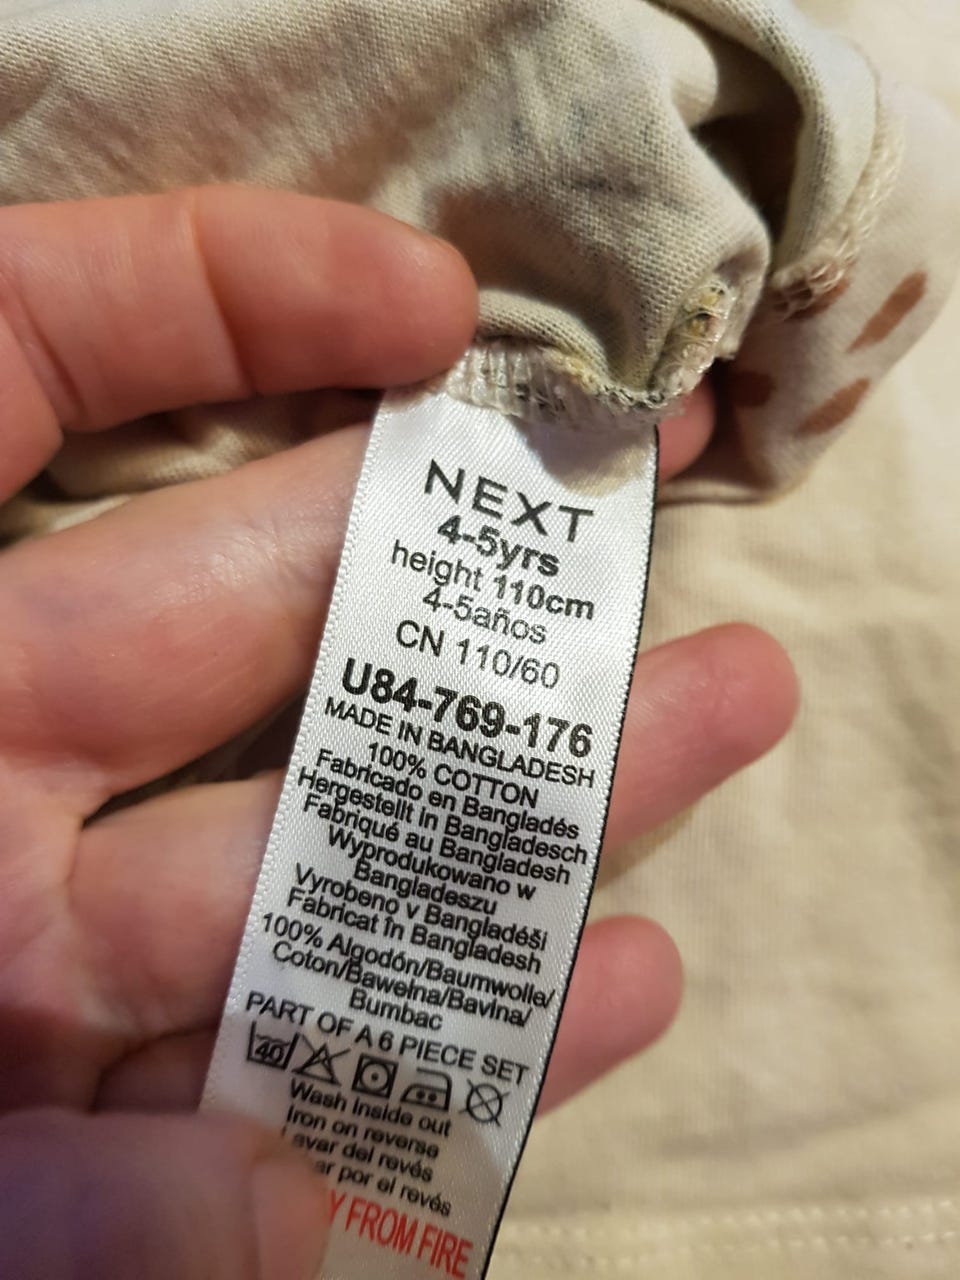 NEXT
4-5yrs
height 110cm
4-5años
CN 110/60
U84-769-176
MADE IN BANGLADESH
100% COTTON
Fabricado en Bangladés
Hergestellt in Bangladesch
Fabriqué au Bangladesh
Wyprodukowano w
Bangladeszu
Vyrobeno v Bangladéši
Fabricat în Bangladesh
100% Algodón/Baumwolle/
Coton/Bawełna/Bavlna/
Bumbac
PART OF A 6 PIECE SET
40
Wash inside out
Iron on reverse
avar del revés
ar por el revés
Y FROM FIRE